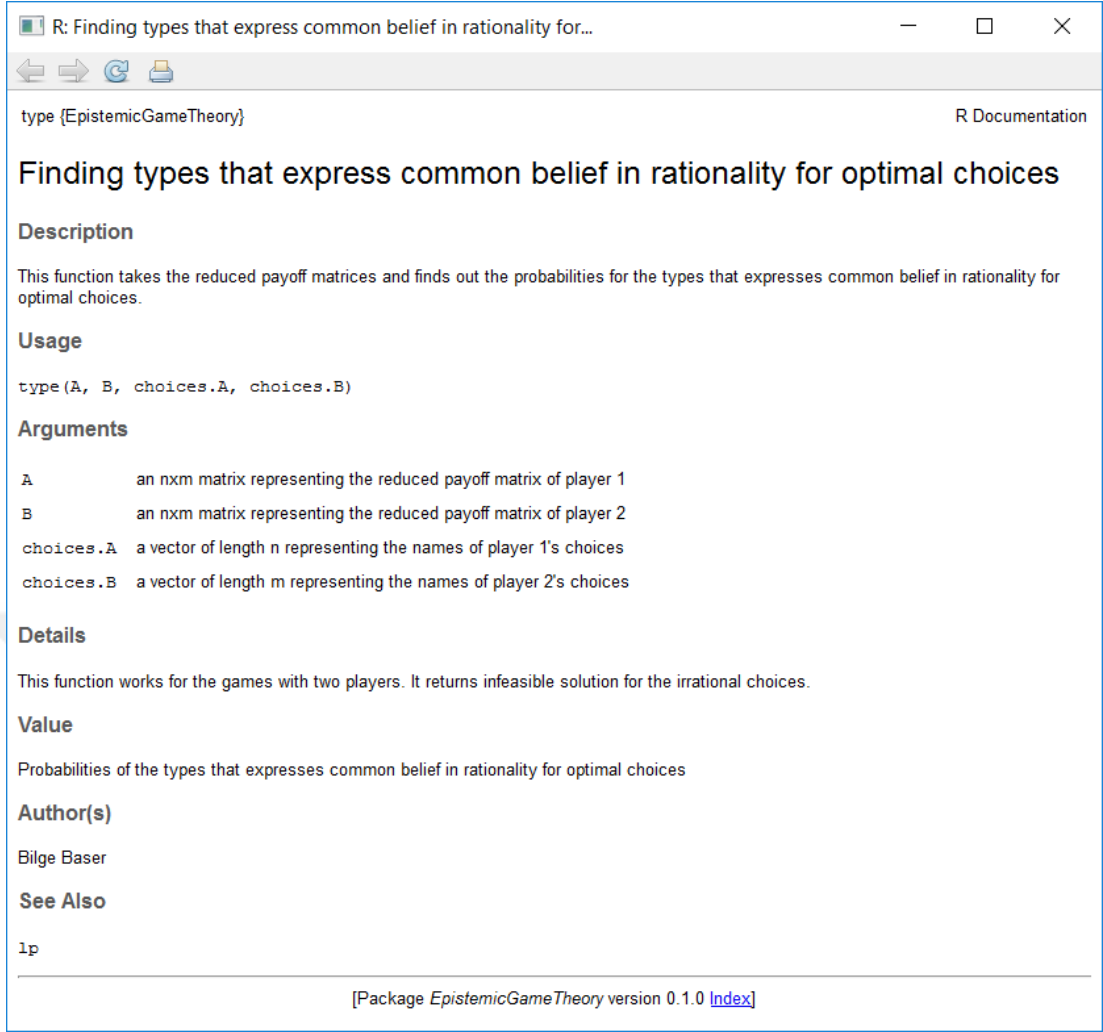 R: Finding types that express common belief in rationality for...
type {EpistemicGameTheory} R Documentation
Finding types that express common belief in rationality for optimal choices
Description
This function takes the reduced payoff matrices and finds out the probabilities for the types that expresses common belief in rationality for
optimal choices.
Usage
type(A, B, choices.A, choices.B)
Arguments
A an nxm matrix representing the reduced payoff matrix of player 1
B an nxm matrix representing the reduced payoff matrix of player 2
choices.A a vector of length n representing the names of player 1's choices
choices.B a vector of length m representing the names of player 2's choices
Details
This function works for the games with two players. It returns infeasible solution for the irrational choices.
Value
Probabilities of the types that expresses common belief in rationality for optimal choices
Author(s)
Bilge Baser
See Also
lp
[Package EpistemicGameTheory version 0.1.0 Index]